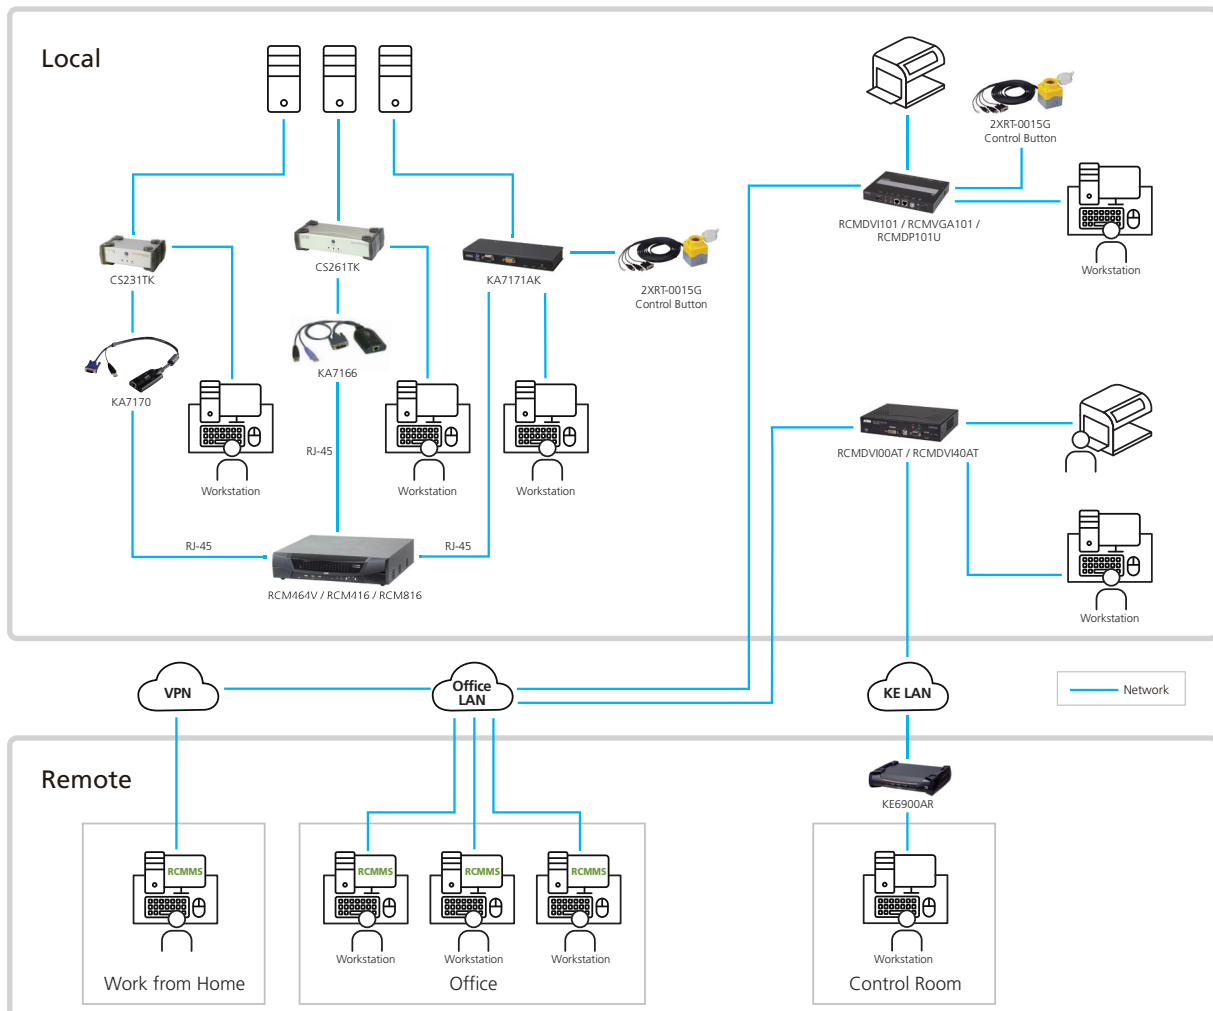 Local
2XRT-0015G
Control Button
RCMDVI101 / RCMVGA101 /
RCMDP101U
Workstation
CS231TK
CS261TK
KA7171AK
2XRT-0015G
Control Button
KA7170
KA7166
RJ-45
Workstation
Workstation
Workstation
RCMDVI00AT / RCMDVI40AT
RJ-45
RJ-45
RCM464V / RCM416 / RCM816
Workstation
VPN
Office
LAN
KE LAN
Network
Remote
KE6900AR
RCMMS
RCMMS
RCMMS
RCMMS
Workstation
Workstation
Workstation
Workstation
Work from Home
Office
Control Room